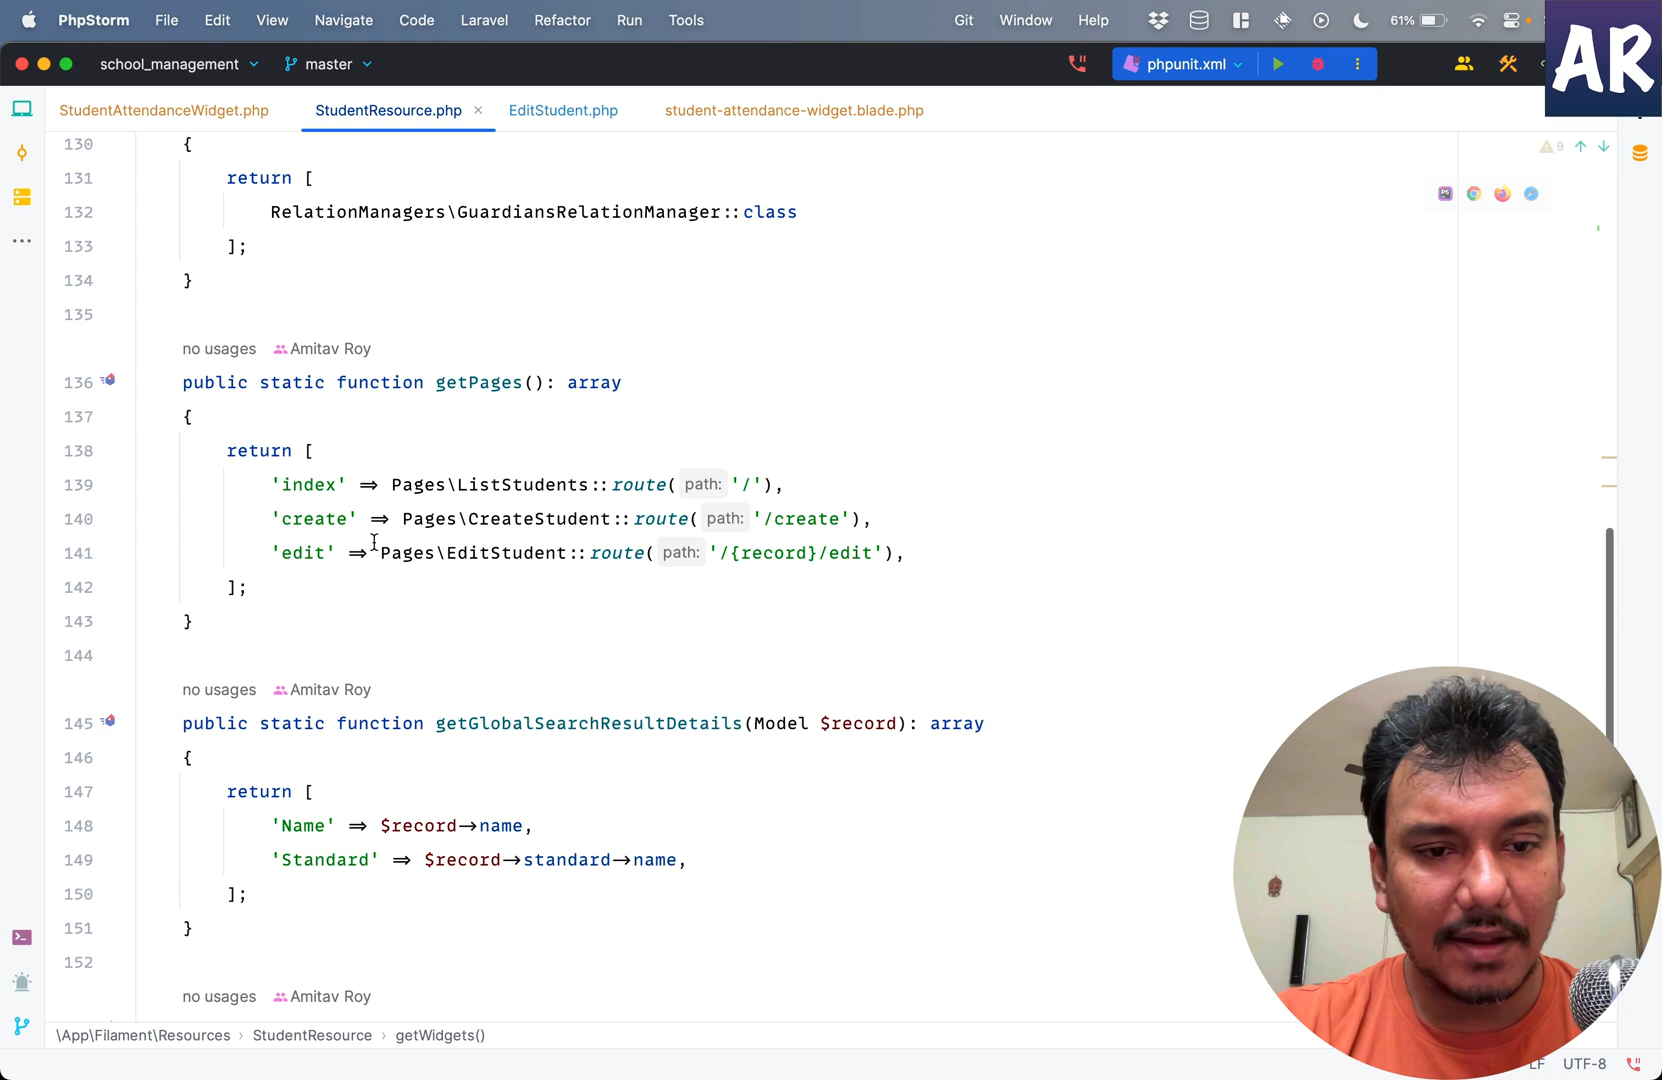 PhpStorm File Edit View Navigate Code Laravel Refactor Run Tools Git Window Help 61%
school_management master phpunit.xml
AR
StudentAttendanceWidget.php StudentResource.php EditStudent.php student-attendance-widget.blade.php
130 {
9
131 return [
132 RelationManagers\GuardiansRelationManager::class
133 ];
134 }
135
no usages Amitav Roy
136 public static function getPages(): array
137 {
138 return [
139 'index' => Pages\ListStudents::route( path: '/'),
140 'create' => Pages\CreateStudent::route( path: '/create'),
141 'edit' => Pages\EditStudent::route( path: '/{record}/edit'),
142 ];
143 }
144
no usages Amitav Roy
145 public static function getGlobalSearchResultDetails(Model $record): array
146 {
147 return [
148 'Name' => $record->name,
149 'Standard' => $record->standard->name,
150 ];
151 }
152
no usages Amitav Roy
\App\Filament\Resources › StudentResource › getWidgets()
LF UTF-8